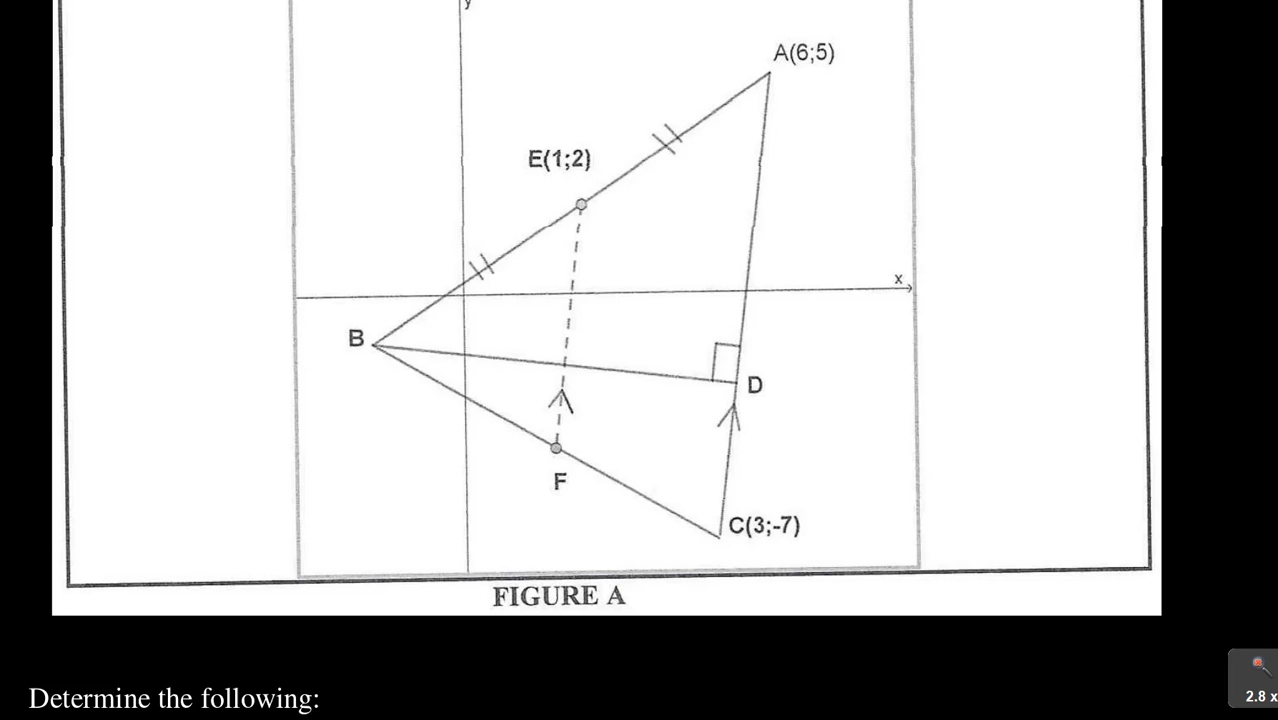 y
A(6;5)
E(1;2)
x
B
D
F
C(3;-7)
FIGURE A
Determine the following:
2.8 x